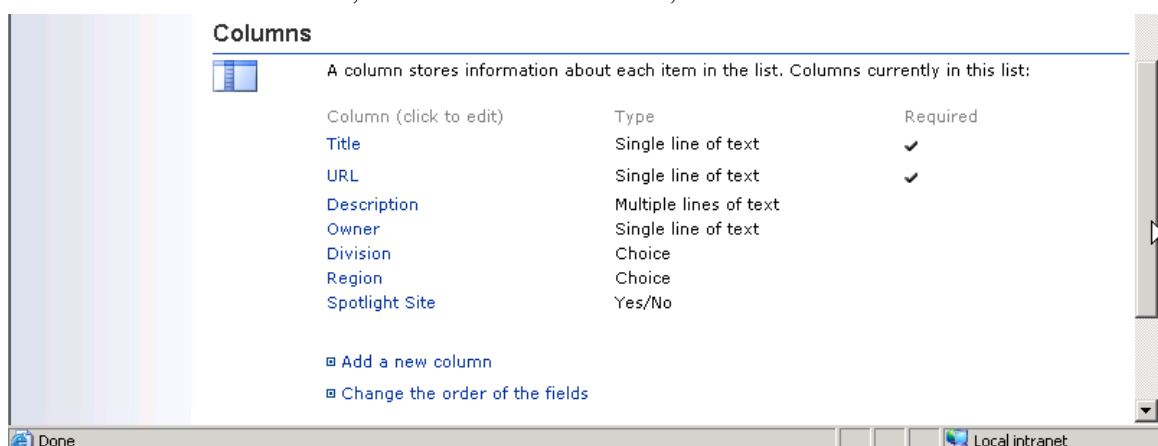 Columns
A column stores information about each item in the list. Columns currently in this list:
Column (click to edit) Type Required
Title Single line of text ✔
URL Single line of text ✔
Description Multiple lines of text
Owner Single line of text
Division Choice
Region Choice
Spotlight Site Yes/No
Add a new column
Change the order of the fields
Done Local intranet